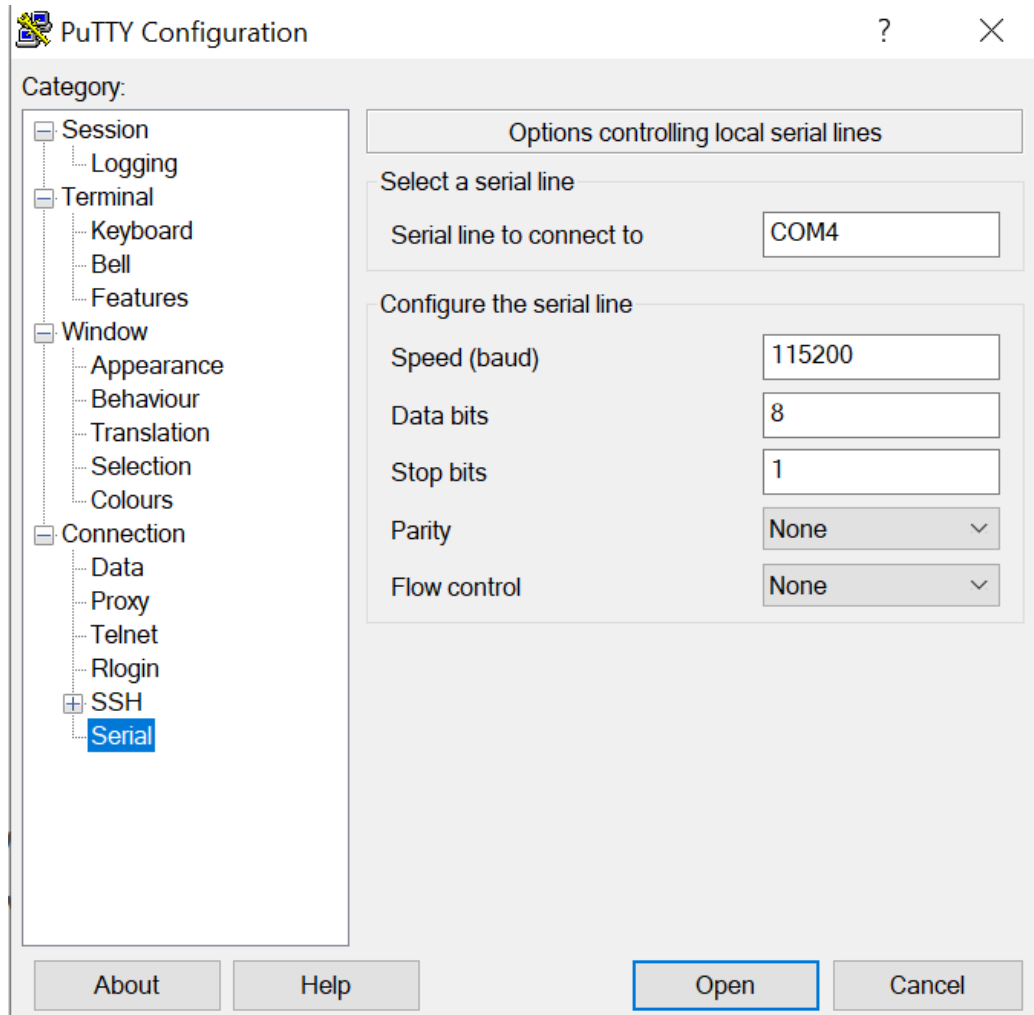 PuTTY Configuration ? ×
Category:
Session
Logging
Terminal
Keyboard
Bell
Features
Window
Appearance
Behaviour
Translation
Selection
Colours
Connection
Data
Proxy
Telnet
Rlogin
SSH
Serial
Options controlling local serial lines
Select a serial line
Serial line to connect to COM4
Configure the serial line
Speed (baud) 115200
Data bits 8
Stop bits 1
Parity None
Flow control None
About Help Open Cancel